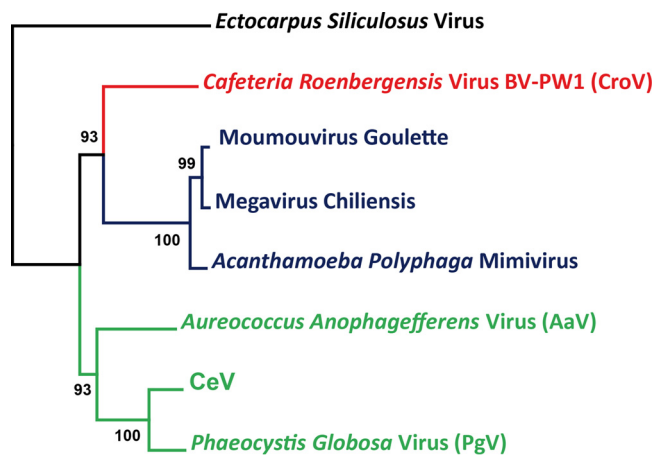 Ectocarpus Siliculosus Virus
Cafeteria Roenbergensis Virus BV-PW1 (CroV)
93
Moumouvirus Goulette
99
Megavirus Chiliensis
100
Acanthamoeba Polyphaga Mimivirus
Aureococcus Anophagefferens Virus (AaV)
93
CeV
100
Phaeocystis Globosa Virus (PgV)